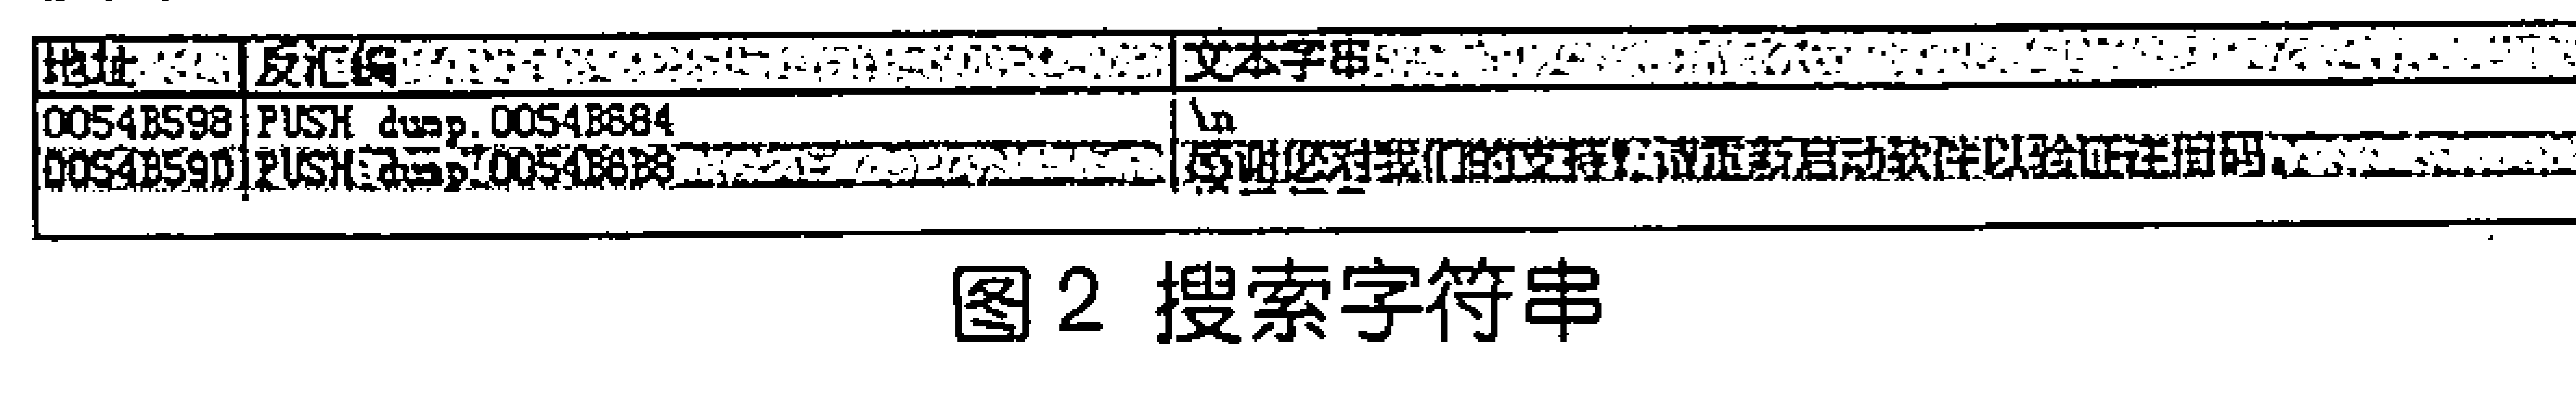 地址 反汇编 文本字串
0054B598 PUSH dump.0054B684 \n
0054B59D PUSH dump.0054B6B8 感谢您对我们的支持!请重新启动软件以验证注册码.
图2 搜索字符串